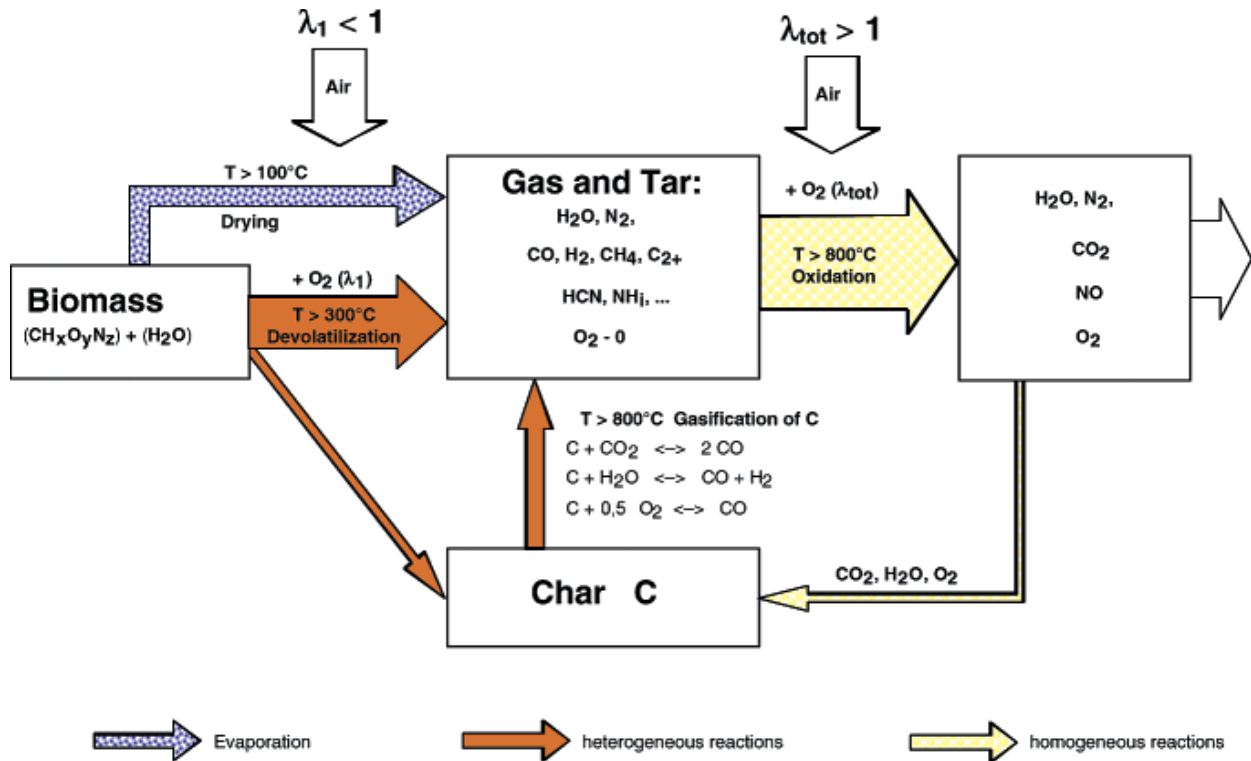 λ₁ < 1
Air
λtot > 1
Air
T > 100°C
Drying
Biomass
(CHₓOyNz) + (H₂O)
+ O₂ (λ₁)
T > 300°C
Devolatilization
Gas and Tar:
H₂O, N₂,
CO, H₂, CH₄, C₂₊
HCN, NHᵢ, ...
O₂ - 0
+ O₂ (λtot)
T > 800°C
Oxidation
H₂O, N₂,
CO₂
NO
O₂
T > 800°C Gasification of C
C + CO₂ <-> 2 CO
C + H₂O <-> CO + H₂
C + 0,5 O₂ <-> CO
Char C
CO₂, H₂O, O₂
Evaporation
heterogeneous reactions
homogeneous reactions